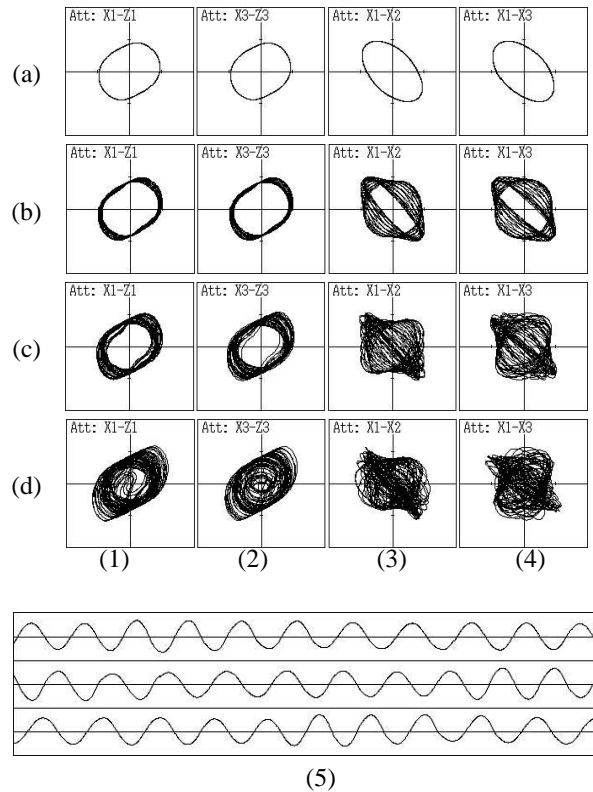 (a) Att: X1-Z1 Att: X3-Z3 Att: X1-X2 Att: X1-X3
(b) Att: X1-Z1 Att: X3-Z3 Att: X1-X2 Att: X1-X3
(c) Att: X1-Z1 Att: X3-Z3 Att: X1-X2 Att: X1-X3
(d) Att: X1-Z1 Att: X3-Z3 Att: X1-X2 Att: X1-X3
(1) (2) (3) (4)
(5)